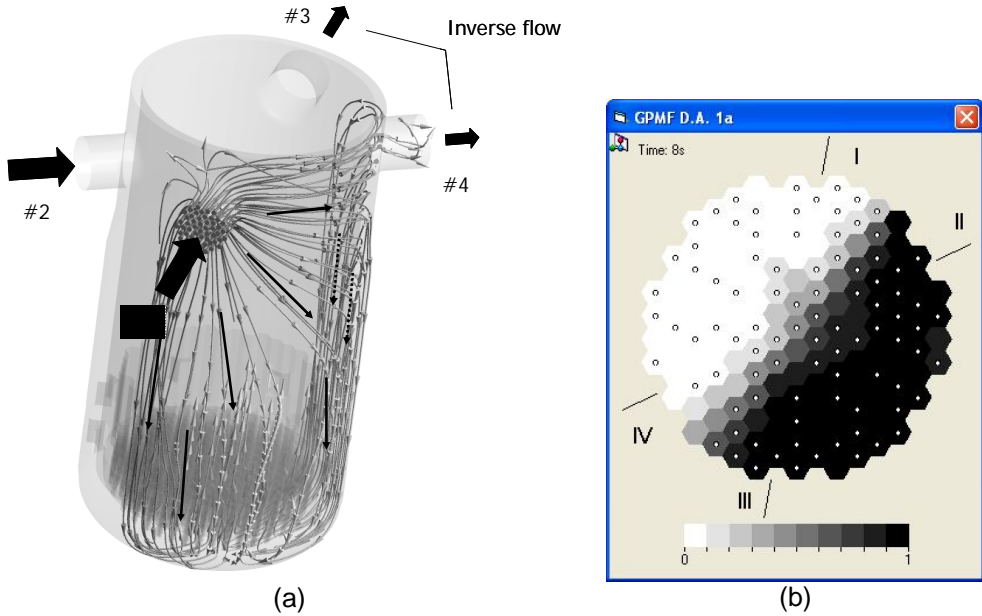 #3
Inverse flow
#2
#4
(a)
GPMF D.A. 1a
Time: 8s
I
II
IV
III
0
1
(b)